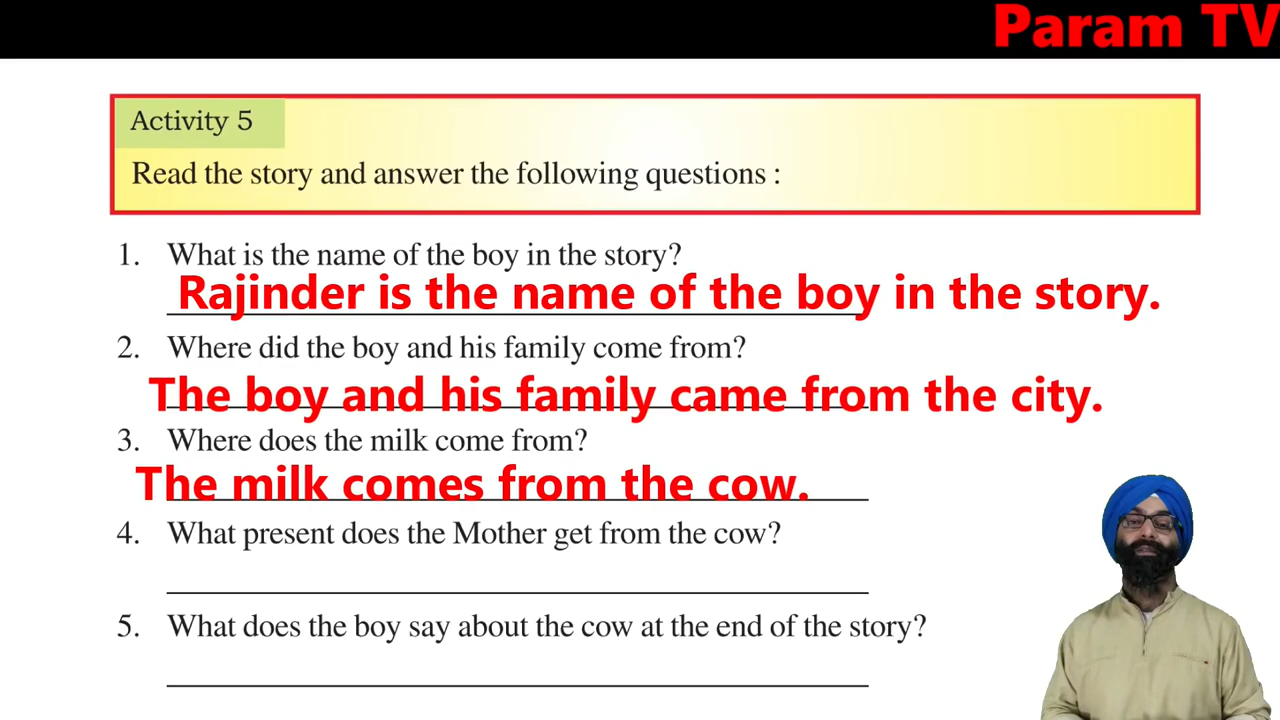 Param TV
Activity 5
Read the story and answer the following questions :
1. What is the name of the boy in the story?
Rajinder is the name of the boy in the story.
2. Where did the boy and his family come from?
The boy and his family came from the city.
3. Where does the milk come from?
The milk comes from the cow.
4. What present does the Mother get from the cow?
5. What does the boy say about the cow at the end of the story?